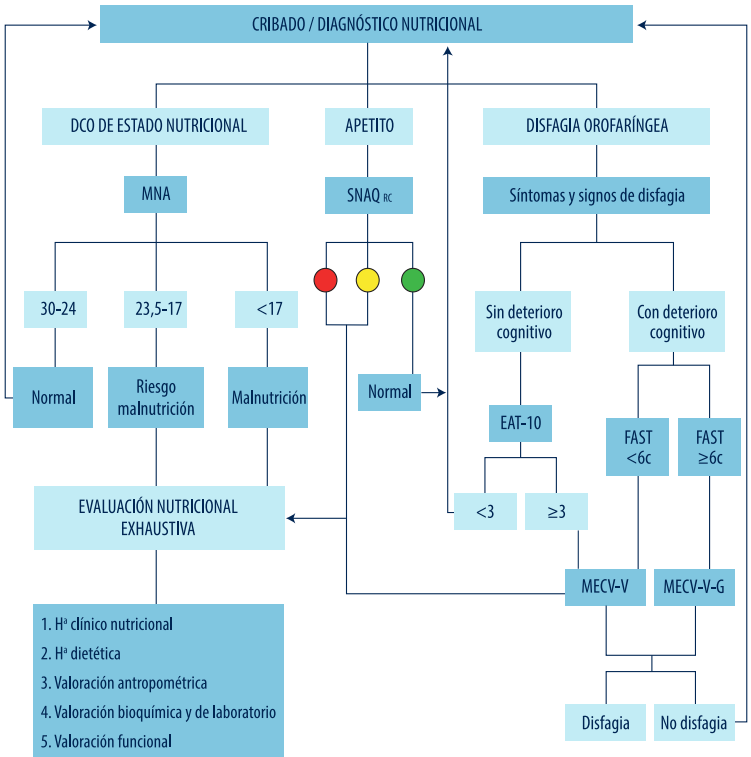 CRIBADO / DIAGNÓSTICO NUTRICIONAL
DCO DE ESTADO NUTRICIONAL
APETITO
DISFAGIA OROFARÍNGEA
MNA
SNAQ RC
Síntomas y signos de disfagia
30-24
23,5-17
<17
Sin deterioro
cognitivo
Con deterioro
cognitivo
Normal
Riesgo
malnutrición
Malnutrición
Normal
EAT-10
FAST
<6c
FAST
≥6c
EVALUACIÓN NUTRICIONAL
EXHAUSTIVA
<3
≥3
MECV-V
MECV-V-G
1. Hª clínico nutricional
2. Hª dietética
3. Valoración antropométrica
4. Valoración bioquímica y de laboratorio
5. Valoración funcional
Disfagia
No disfagia